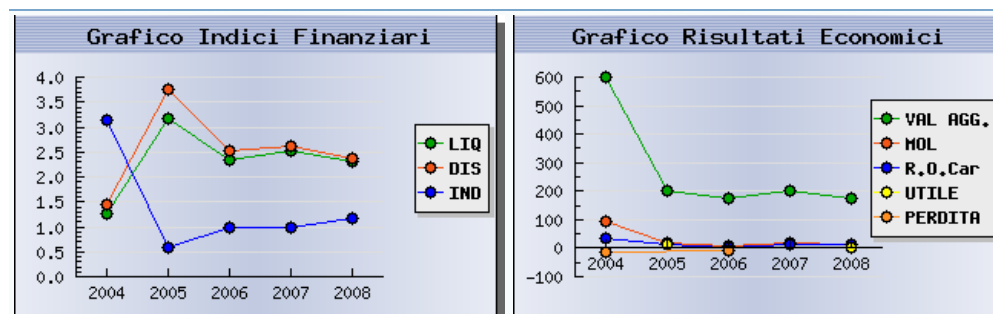 Grafico Indici Finanziari
4.0
3.5
3.0
2.5
2.0
1.5
1.0
0.5
0.0
2004 2005 2006 2007 2008
LIQ
DIS
IND
Grafico Risultati Economici
600
500
400
300
200
100
0
-100
2004 2005 2006 2007 2008
VAL AGG.
MOL
R.O.Car
UTILE
PERDITA